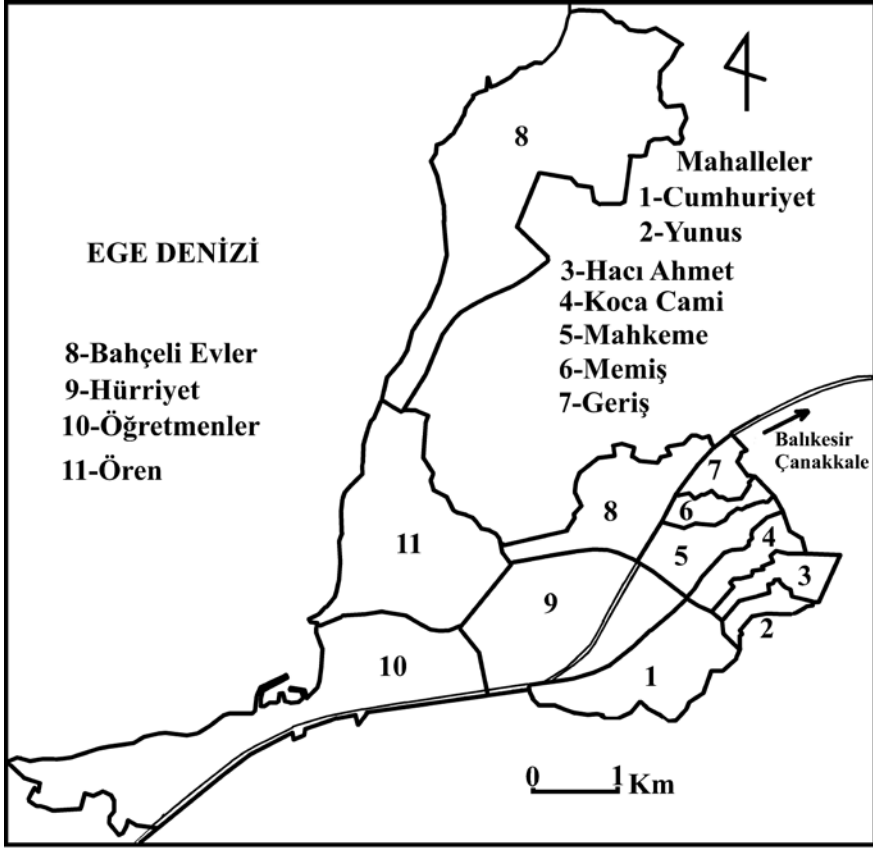 8
Mahalleler
1-Cumhuriyet
2-Yunus
EGE DENİZİ
3-Hacı Ahmet
4-Koca Cami
5-Mahkeme
6-Memiş
7-Geriş
8-Bahçeli Evler
9-Hürriyet
10-Öğretmenler
11-Ören
Balıkesir
Çanakkale
7
8
6
4
11
5
3
9
2
10
1
0 1 Km